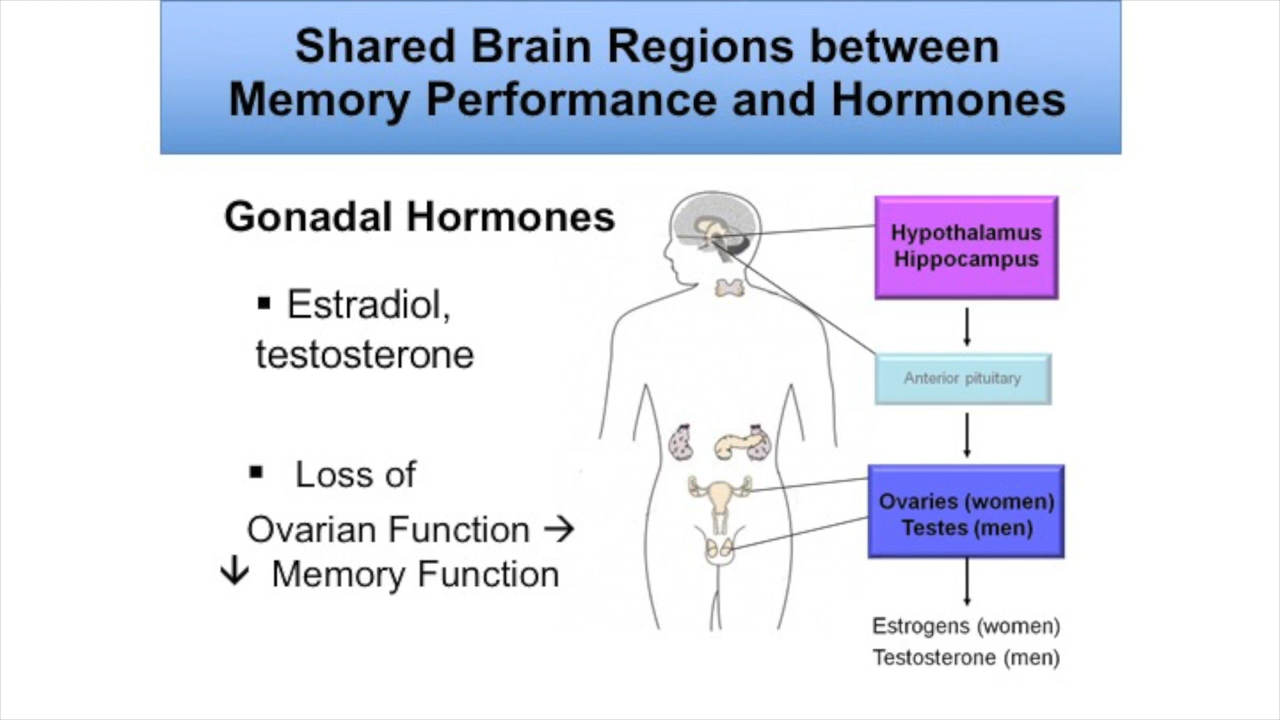 Shared Brain Regions between
Memory Performance and Hormones
Gonadal Hormones
▪ Estradiol,
testosterone
▪ Loss of
Ovarian Function →
↓ Memory Function
Hypothalamus
Hippocampus
Anterior pituitary
Ovaries (women)
Testes (men)
Estrogens (women)
Testosterone (men)